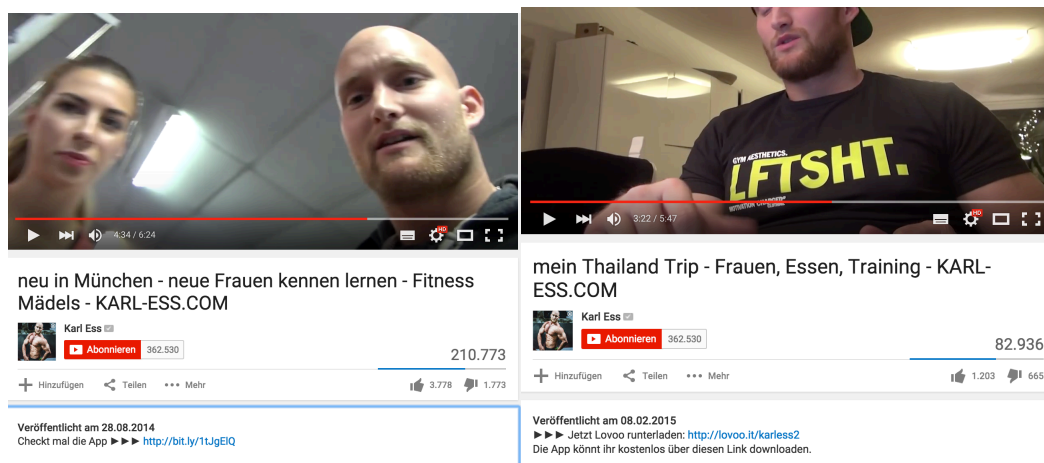 4:34 / 6:24
HD
neu in München - neue Frauen kennen lernen - Fitness
Mädels - KARL-ESS.COM
Karl Ess
Abonnieren 362.530
210.773
Hinzufügen Teilen Mehr 3.778 1.773
Veröffentlicht am 28.08.2014
Checkt mal die App ►►► http://bit.ly/1tJgElQ
GYM AESTHETICS.
LFTSHT.
3:22 / 5:47
HD
mein Thailand Trip - Frauen, Essen, Training - KARL-
ESS.COM
Karl Ess
Abonnieren 362.530
82.936
Hinzufügen Teilen Mehr 1.203 665
Veröffentlicht am 08.02.2015
►►► Jetzt Lovoo runterladen: http://lovoo.it/karless2
Die App könnt ihr kostenlos über diesen Link downloaden.